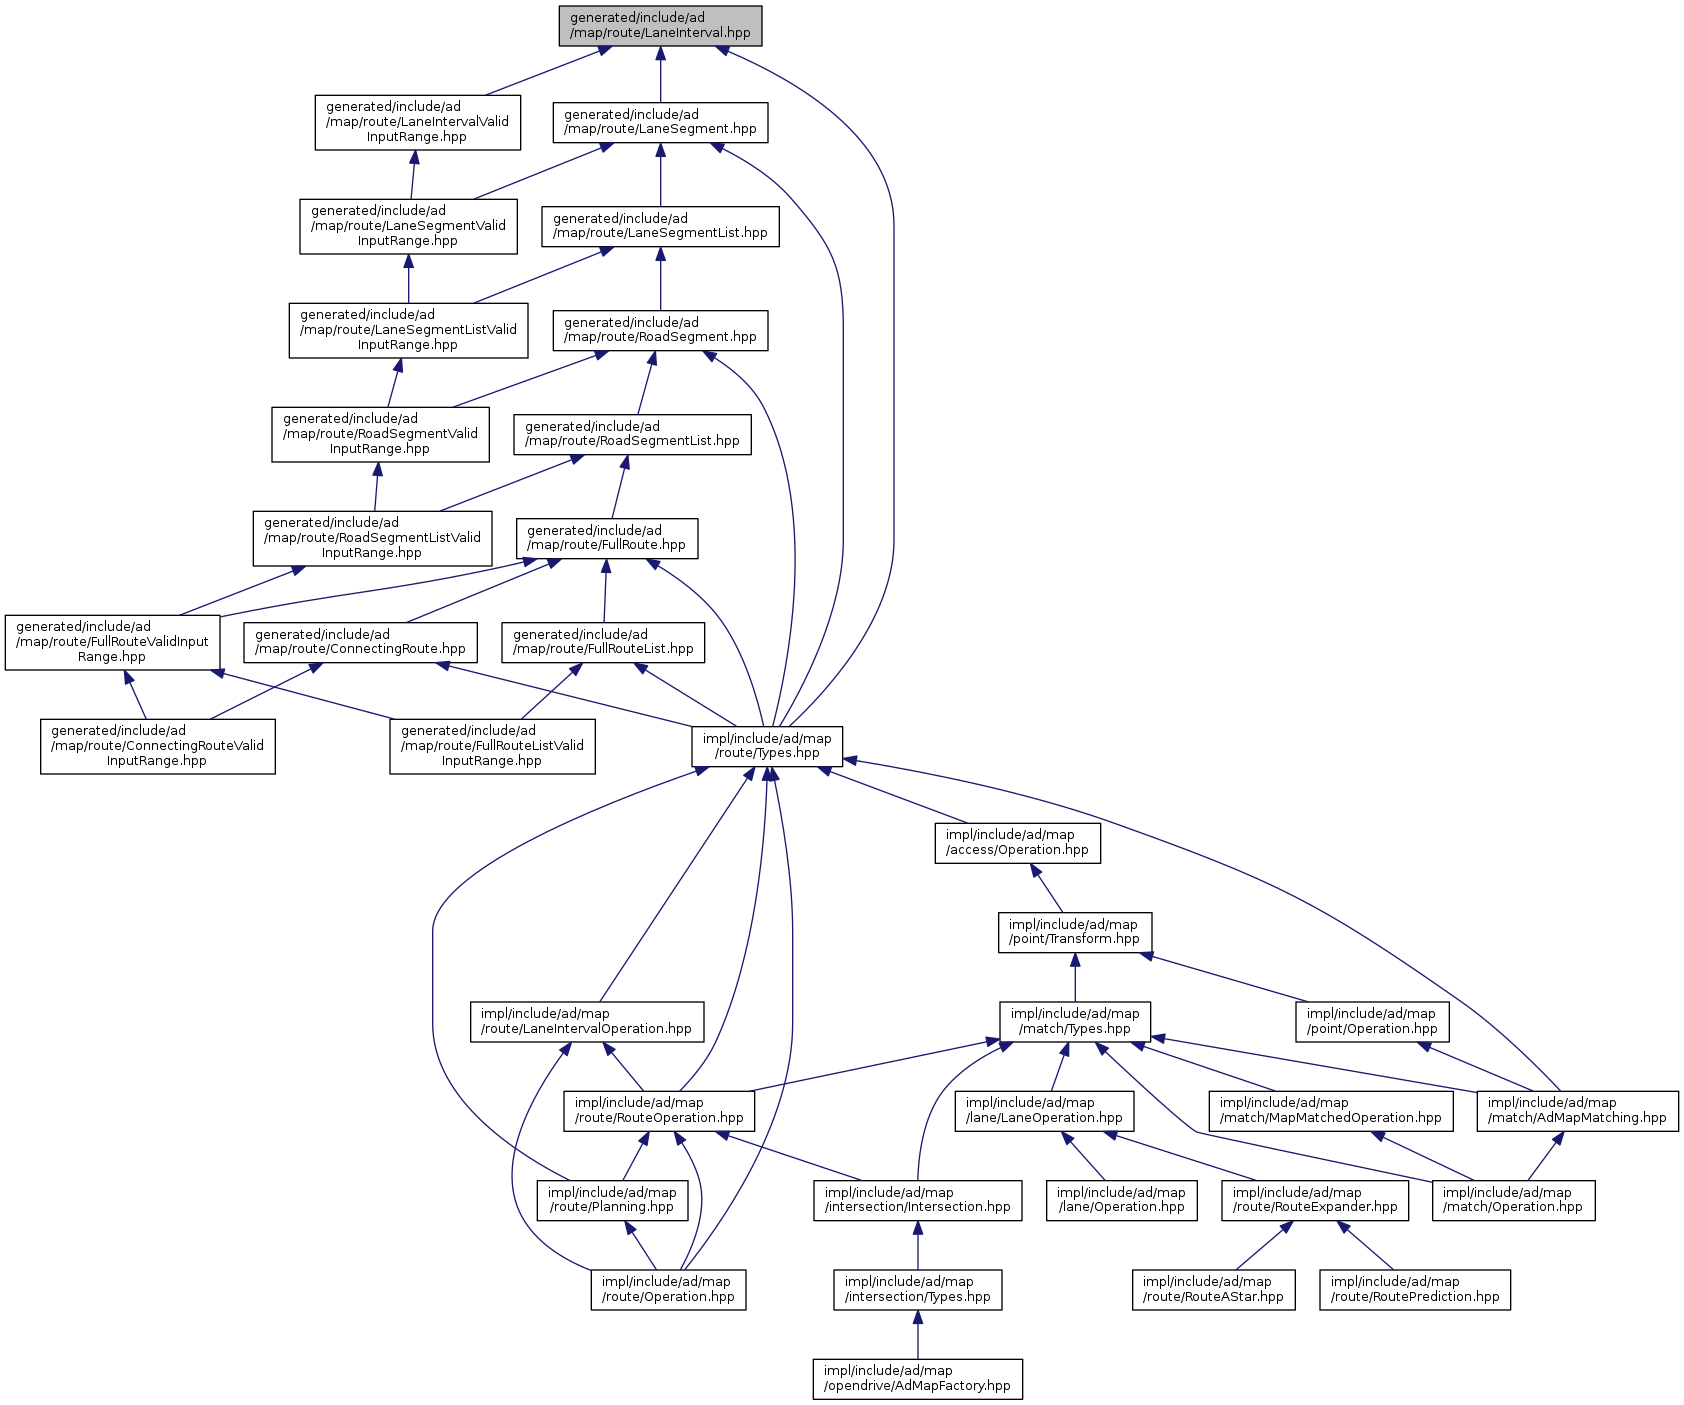 generated/include/ad
/map/route/LaneInterval.hpp
generated/include/ad
/map/route/LaneIntervalValid
InputRange.hpp
generated/include/ad
/map/route/LaneSegment.hpp
generated/include/ad
/map/route/LaneSegmentValid
InputRange.hpp
generated/include/ad
/map/route/LaneSegmentList.hpp
generated/include/ad
/map/route/LaneSegmentListValid
InputRange.hpp
generated/include/ad
/map/route/RoadSegment.hpp
generated/include/ad
/map/route/RoadSegmentValid
InputRange.hpp
generated/include/ad
/map/route/RoadSegmentList.hpp
generated/include/ad
/map/route/RoadSegmentListValid
InputRange.hpp
generated/include/ad
/map/route/FullRoute.hpp
generated/include/ad
/map/route/FullRouteValidInput
Range.hpp
generated/include/ad
/map/route/ConnectingRoute.hpp
generated/include/ad
/map/route/FullRouteList.hpp
generated/include/ad
/map/route/ConnectingRouteValid
InputRange.hpp
generated/include/ad
/map/route/FullRouteListValid
InputRange.hpp
impl/include/ad/map
/route/Types.hpp
impl/include/ad/map
/access/Operation.hpp
impl/include/ad/map
/point/Transform.hpp
impl/include/ad/map
/route/LaneIntervalOperation.hpp
impl/include/ad/map
/match/Types.hpp
impl/include/ad/map
/point/Operation.hpp
impl/include/ad/map
/route/RouteOperation.hpp
impl/include/ad/map
/lane/LaneOperation.hpp
impl/include/ad/map
/match/MapMatchedOperation.hpp
impl/include/ad/map
/match/AdMapMatching.hpp
impl/include/ad/map
/route/Planning.hpp
impl/include/ad/map
/intersection/Intersection.hpp
impl/include/ad/map
/lane/Operation.hpp
impl/include/ad/map
/route/RouteExpander.hpp
impl/include/ad/map
/match/Operation.hpp
impl/include/ad/map
/route/Operation.hpp
impl/include/ad/map
/intersection/Types.hpp
impl/include/ad/map
/route/RouteAStar.hpp
impl/include/ad/map
/route/RoutePrediction.hpp
impl/include/ad/map
/opendrive/AdMapFactory.hpp